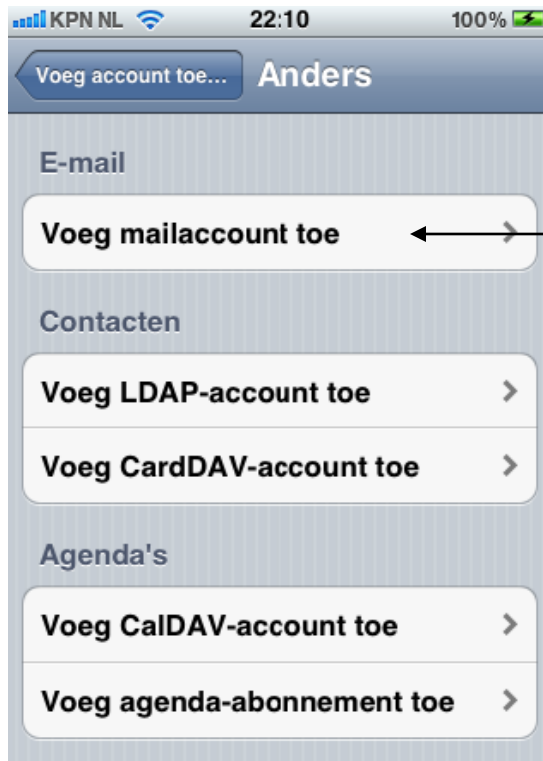 KPN NL 22:10 100%
Voeg account toe... Anders
E-mail
Voeg mailaccount toe
Contacten
Voeg LDAP-account toe
Voeg CardDAV-account toe
Agenda's
Voeg CalDAV-account toe
Voeg agenda-abonnement toe